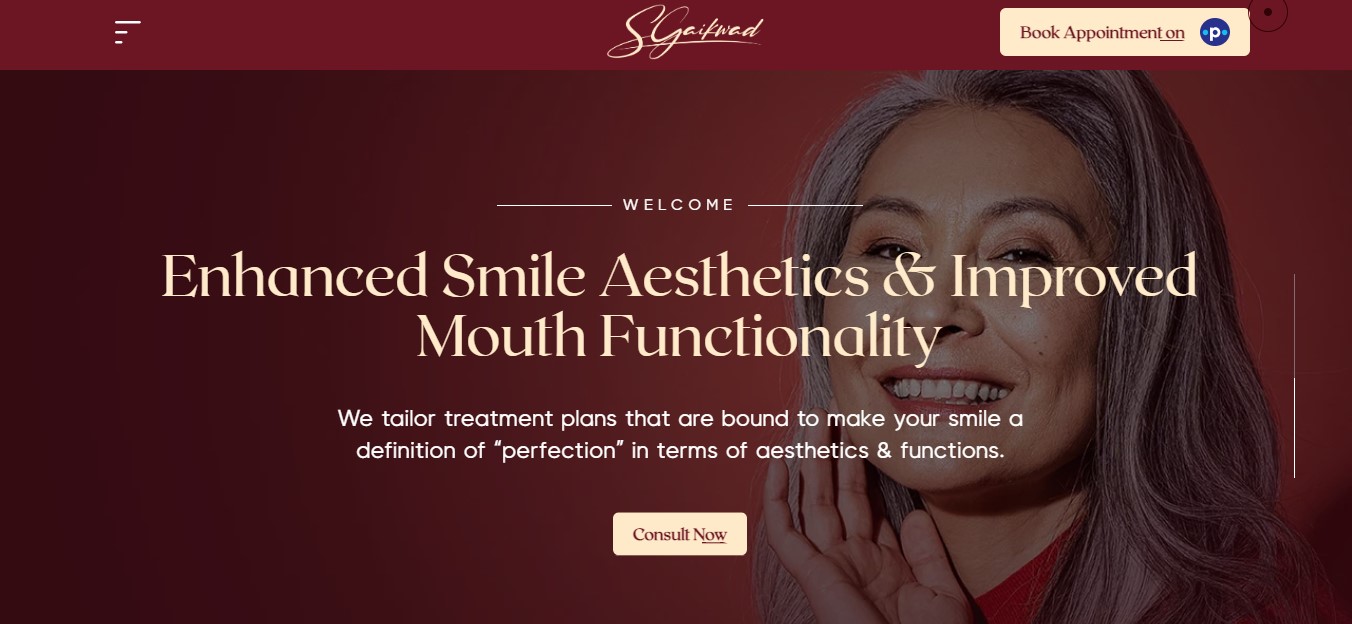 SGaikwad
Book Appointment on
p
WELCOME
Enhanced Smile Aesthetics & Improved
Mouth Functionality
We tailor treatment plans that are bound to make your smile a
definition of “perfection” in terms of aesthetics & functions.
Consult Now